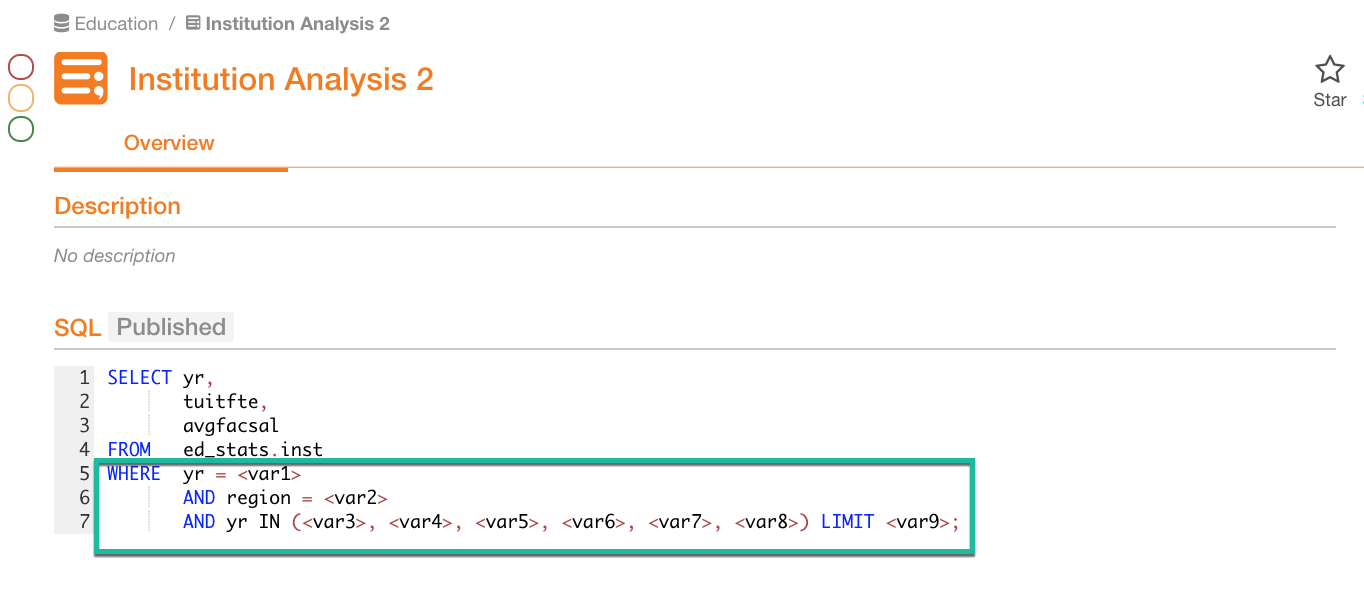 Education / Institution Analysis 2
Institution Analysis 2
Star
Overview
Description
No description
SQL Published
1 SELECT yr,
2 tuitfte,
3 avgfacsal
4 FROM ed_stats.inst
5 WHERE yr = <var1>
6 AND region = <var2>
7 AND yr IN (<var3>, <var4>, <var5>, <var6>, <var7>, <var8>) LIMIT <var9>;